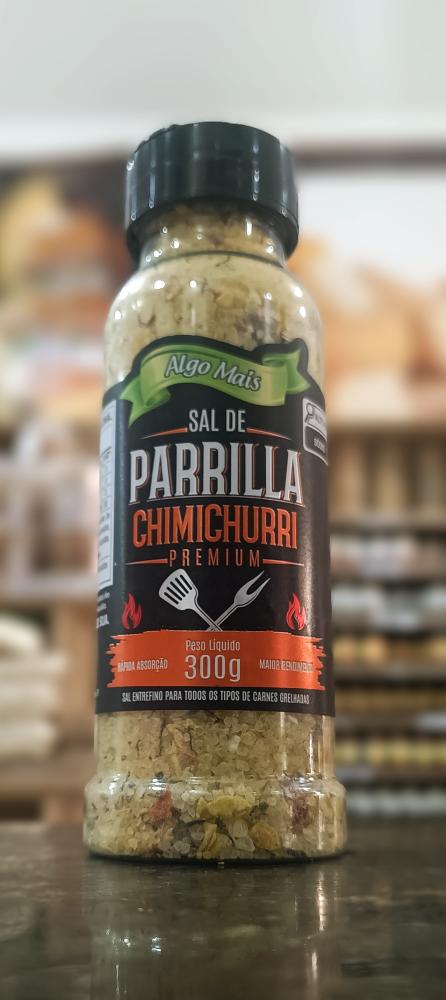 Algo Mais
SAL DE
PARRILLA
CHIMICHURRI
PREMIUM
Peso Líquido
RÁPIDA ABSORÇÃO 300g MAIOR RENDIMENTO
SAL ENTREFINO PARA TODOS OS TIPOS DE CARNES GRELHADAS